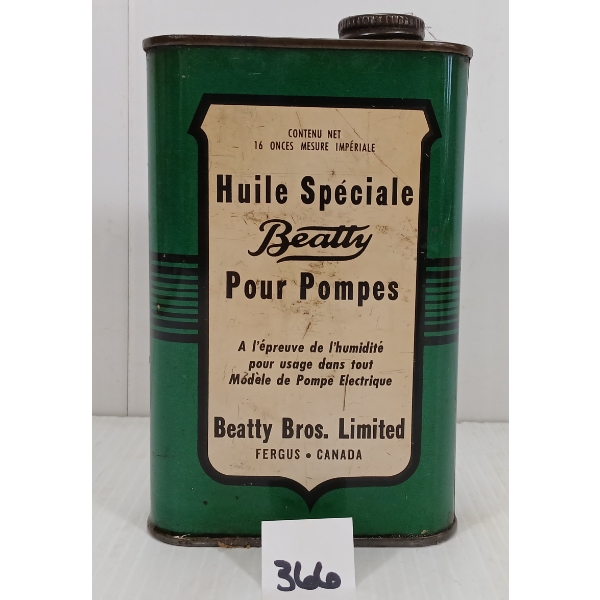 CONTENU NET
16 ONCES MESURE IMPÉRIALE
Huile Spéciale
Beatty
Pour Pompes
A l'épreuve de l'humidité
pour usage dans tout
Modèle de Pompe Electrique
Beatty Bros. Limited
FERGUS • CANADA
366